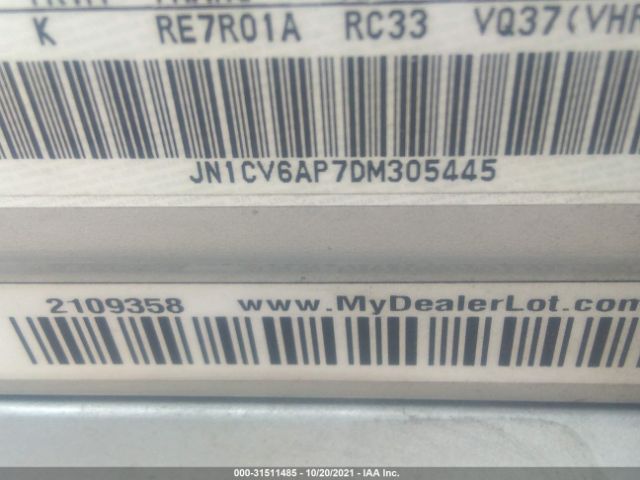 K RE7R01A RC33 VQ37(VHR
JN1CV6AP7DM305445
2109358 www.MyDealerLot.com
000-31511485 - 10/20/2021 - IAA Inc.